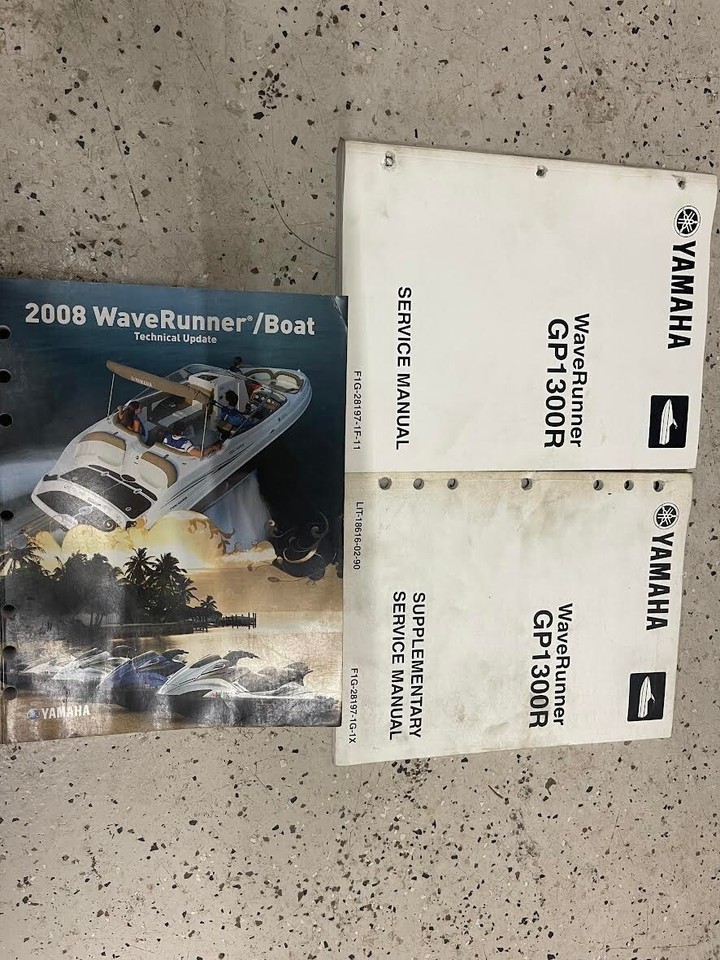 2008 WaveRunner®/Boat
Technical Update
YAMAHA
YAMAHA
WaveRunner
GP1300R
SERVICE MANUAL
F1G-28197-1F-11
YAMAHA
WaveRunner
GP1300R
SUPPLEMENTARY
SERVICE MANUAL
LIT-18616-02-90
F1G-28197-1G-1X